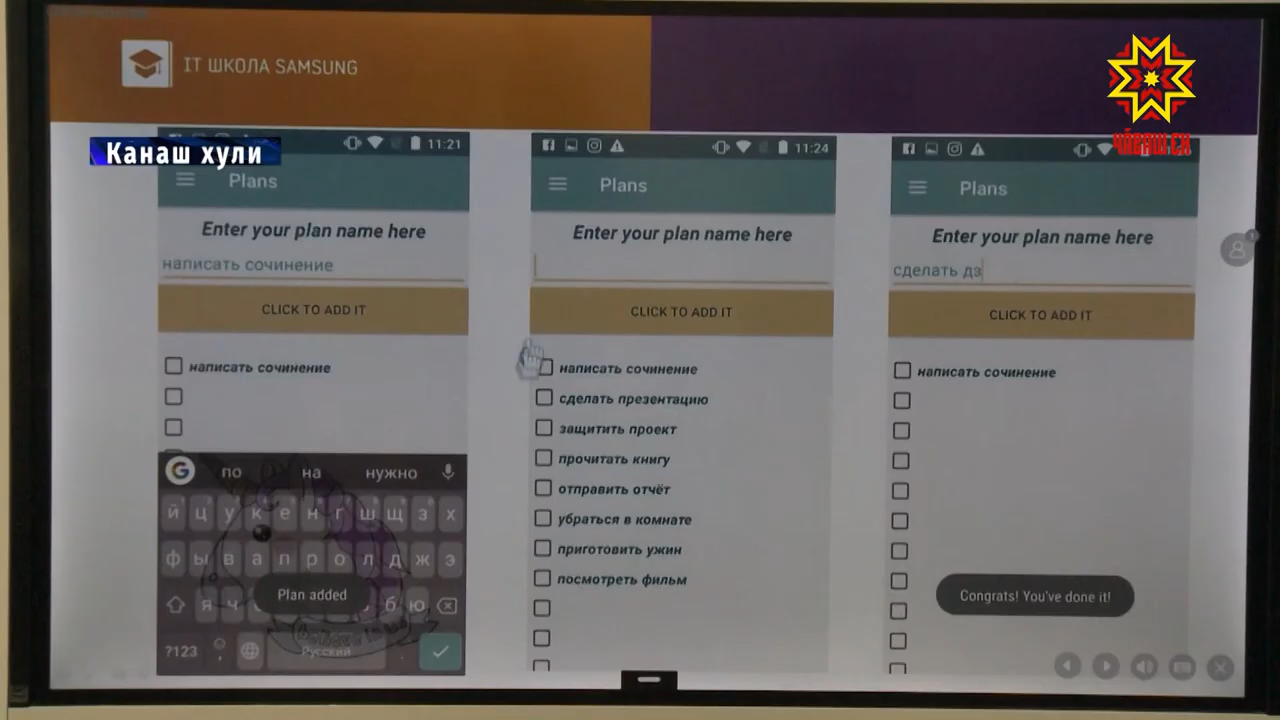 IT ШКОЛА SAMSUNG
ЧӐВАШ ЕН
Канаш хули
11:21
Plans
Enter your plan name here
написать сочинение
CLICK TO ADD IT
написать сочинение
по на нужно
й ц у к е н г ш щ з х
ф ы в а п р о л д ж э
я ч б ю
Plan added
?123
Русский
11:24
Plans
Enter your plan name here
CLICK TO ADD IT
написать сочинение
сделать презентацию
защитить проект
прочитать книгу
отправить отчёт
убраться в комнате
приготовить ужин
посмотреть фильм
Plans
Enter your plan name here
сделать дз
CLICK TO ADD IT
написать сочинение
Congrats! You've done it!
1